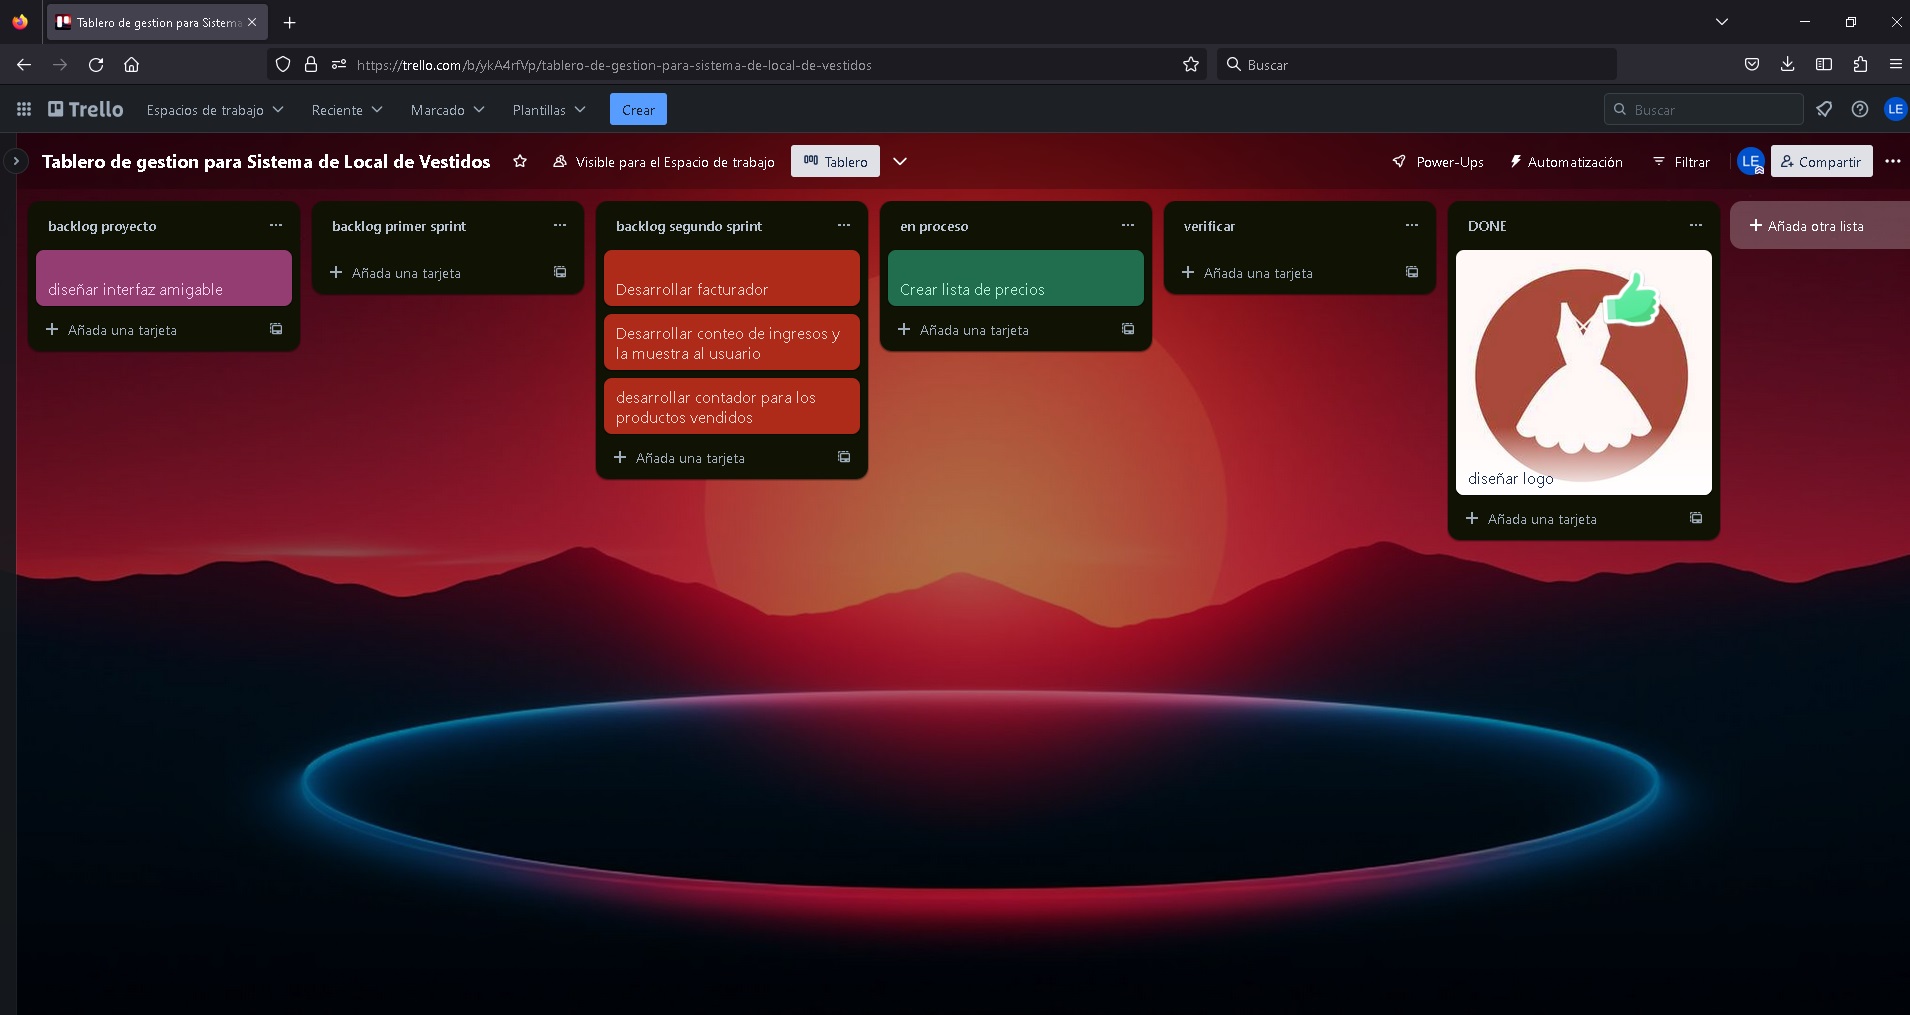 Tablero de gestion para Sistema
https://trello.com/b/ykA4rfVp/tablero-de-gestion-para-sistema-de-local-de-vestidos
Buscar
Trello
Espacios de trabajo
Reciente
Marcado
Plantillas
Crear
Buscar
LE
Tablero de gestion para Sistema de Local de Vestidos
Visible para el Espacio de trabajo
Tablero
Power-Ups
Automatización
Filtrar
LE
Compartir
backlog proyecto
diseñar interfaz amigable
Añada una tarjeta
backlog primer sprint
Añada una tarjeta
backlog segundo sprint
Desarrollar facturador
Desarrollar conteo de ingresos y
la muestra al usuario
desarrollar contador para los
productos vendidos
Añada una tarjeta
en proceso
Crear lista de precios
Añada una tarjeta
verificar
Añada una tarjeta
DONE
diseñar logo
Añada una tarjeta
Añada otra lista